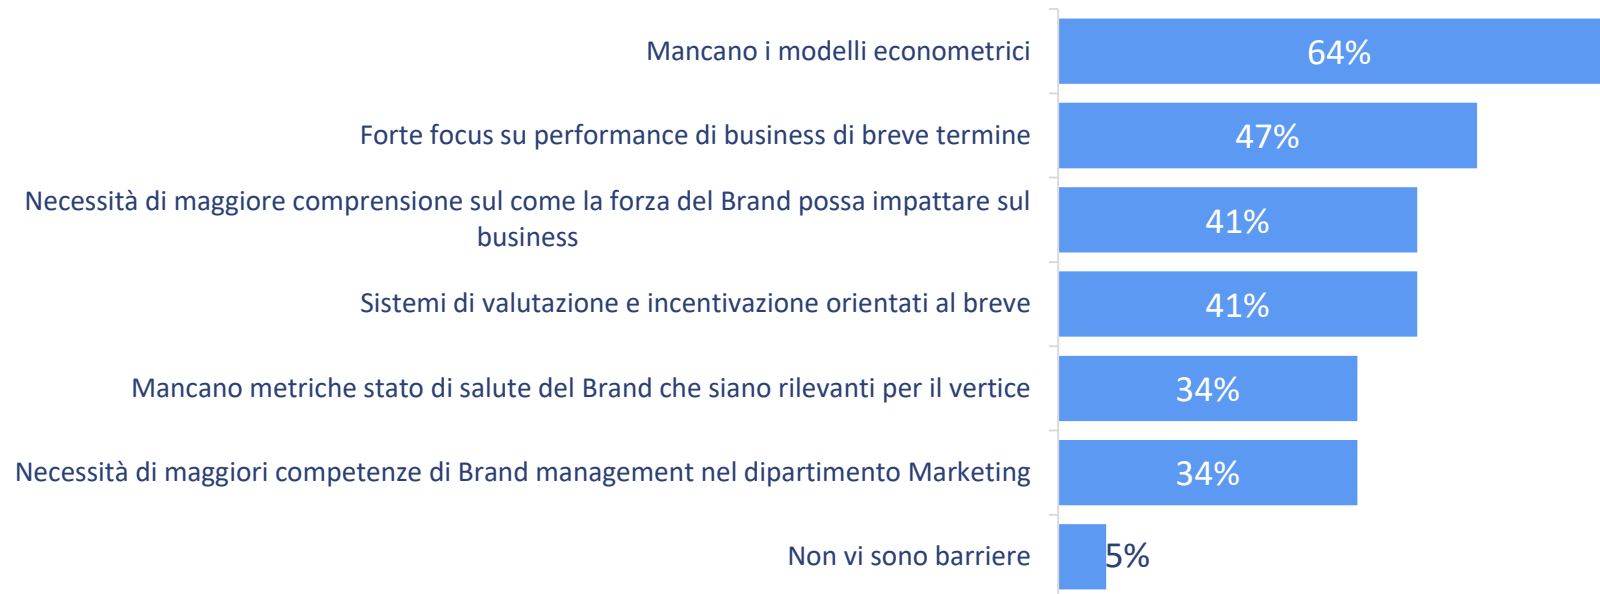 Mancano i modelli econometrici
64%
Forte focus su performance di business di breve termine
47%
Necessità di maggiore comprensione sul come la forza del Brand possa impattare sul
business
41%
Sistemi di valutazione e incentivazione orientati al breve
41%
Mancano metriche stato di salute del Brand che siano rilevanti per il vertice
34%
Necessità di maggiori competenze di Brand management nel dipartimento Marketing
34%
Non vi sono barriere
5%